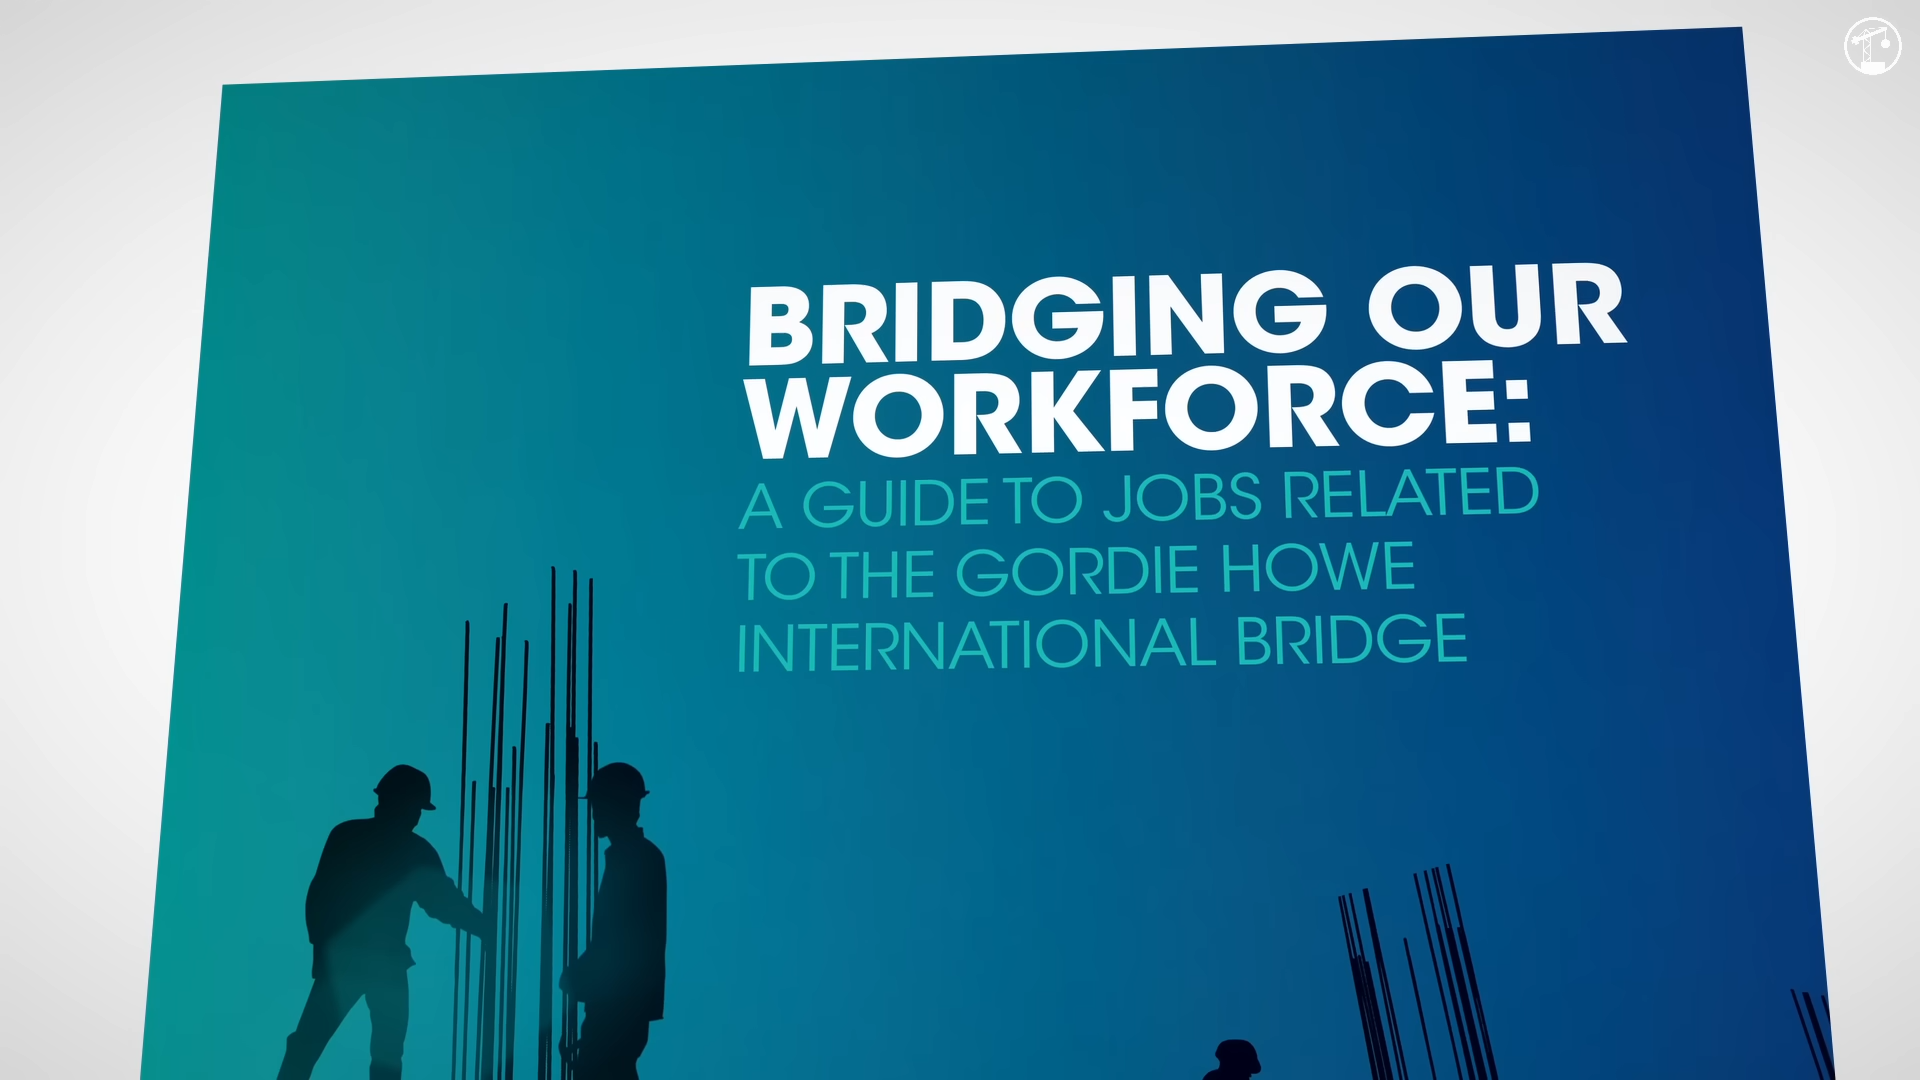 BRIDGING OUR
WORKFORCE:
A GUIDE TO JOBS RELATED
TO THE GORDIE HOWE
INTERNATIONAL BRIDGE